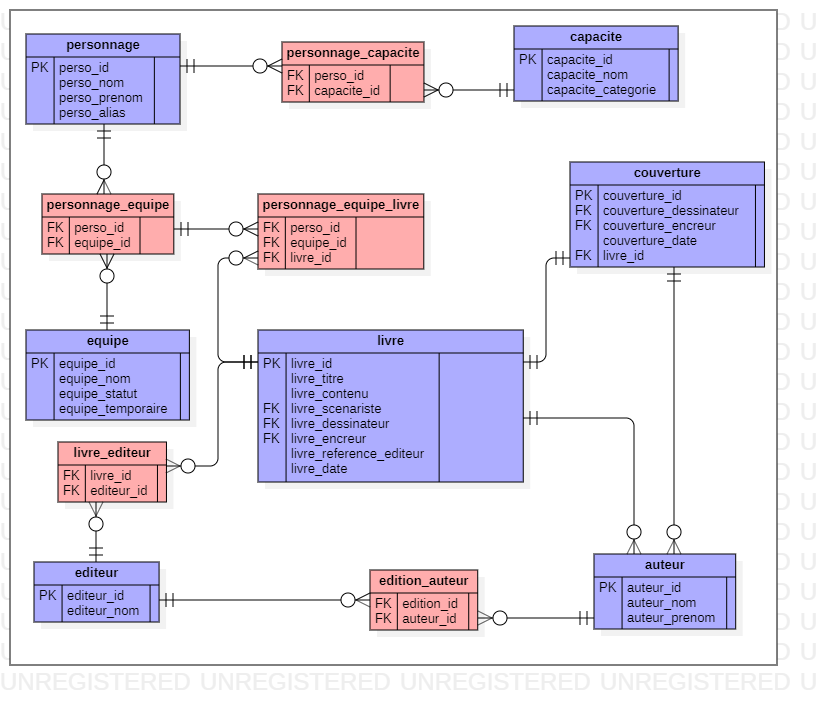 personnage
PK perso_id
perso_nom
perso_prenom
perso_alias
personnage_capacite
FK perso_id
FK capacite_id
capacite
PK capacite_id
capacite_nom
capacite_categorie
personnage_equipe
FK perso_id
FK equipe_id
personnage_equipe_livre
FK perso_id
FK equipe_id
FK livre_id
couverture
PK couverture_id
FK couverture_dessinateur
FK couverture_encreur
couverture_date
FK livre_id
equipe
PK equipe_id
equipe_nom
equipe_statut
equipe_temporaire
livre
PK livre_id
livre_titre
livre_contenu
FK livre_scenariste
FK livre_dessinateur
FK livre_encreur
livre_reference_editeur
livre_date
livre_editeur
FK livre_id
FK editeur_id
editeur
PK editeur_id
editeur_nom
edition_auteur
FK edition_id
FK auteur_id
auteur
PK auteur_id
auteur_nom
auteur_prenom
UNREGISTERED UNREGISTERED UNREGISTERED UNREGISTERED U